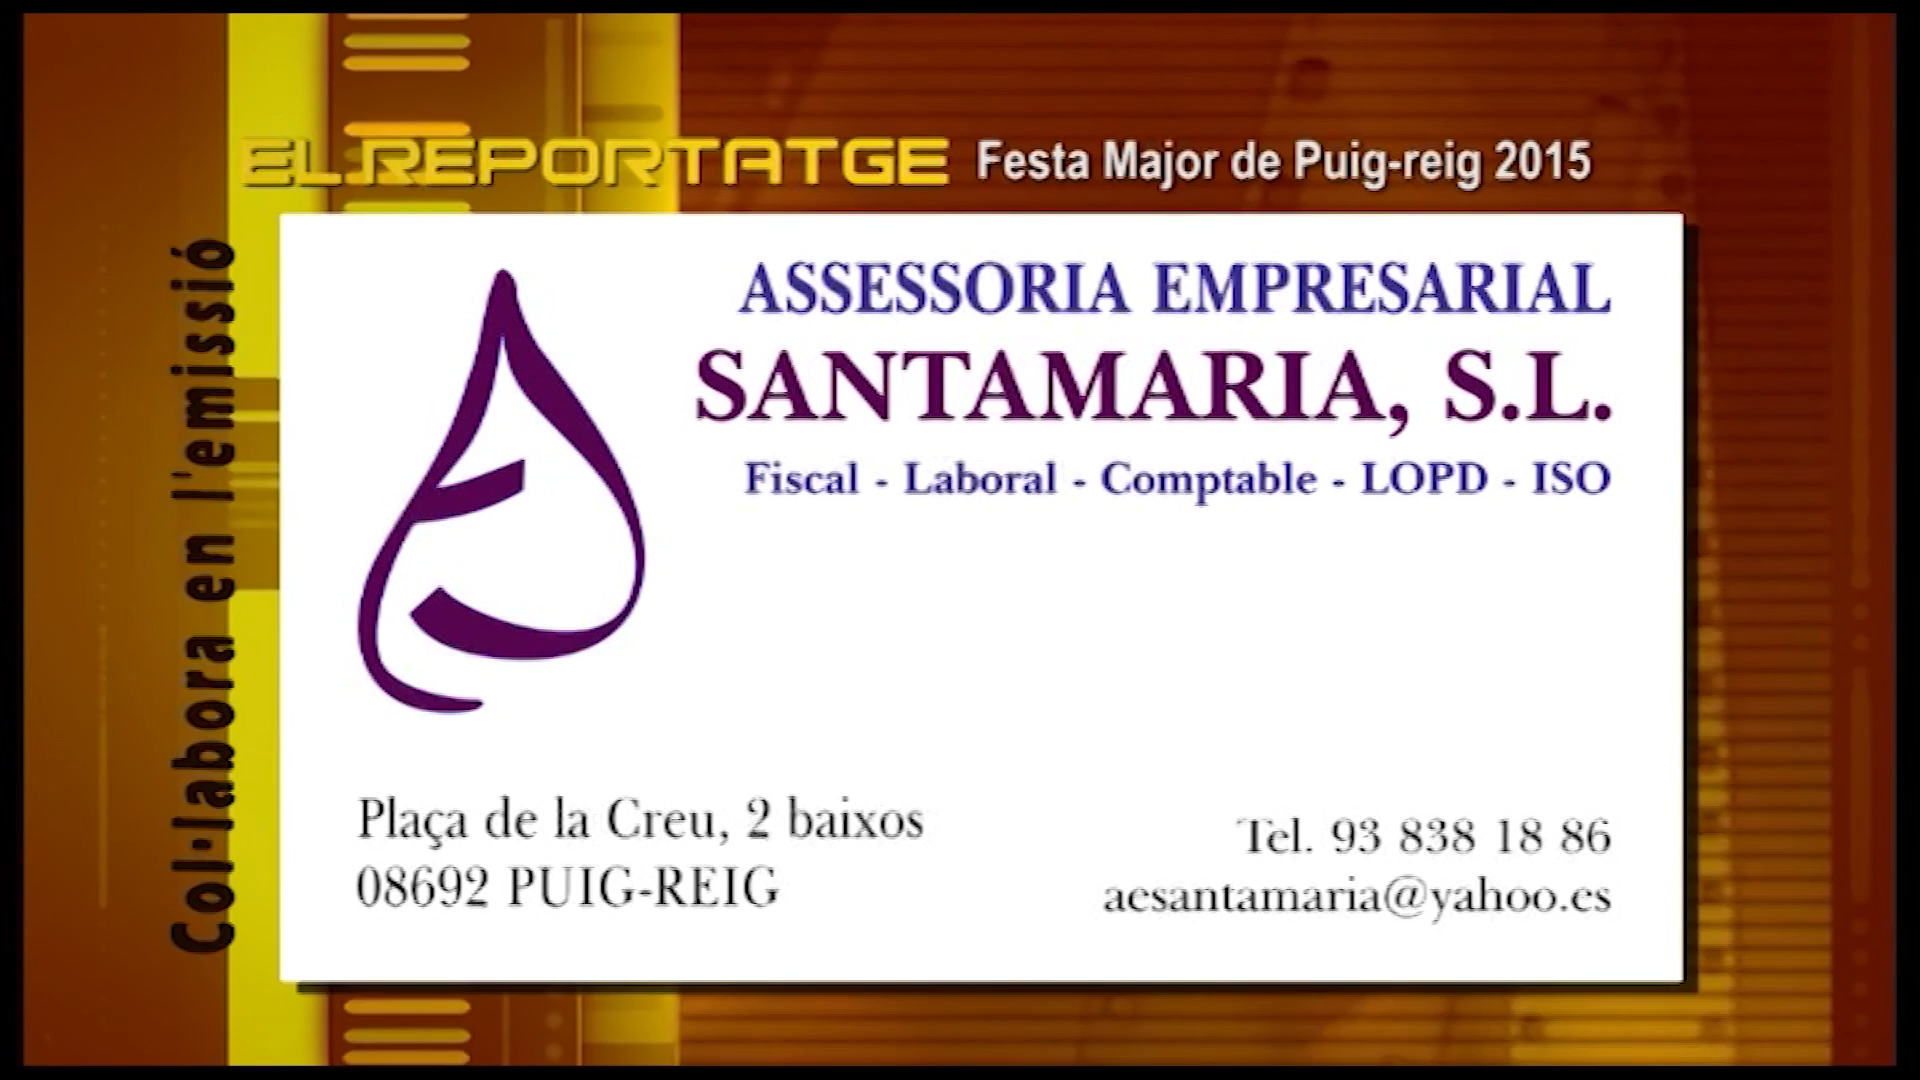 EL REPORTATGE Festa Major de Puig-reig 2015
Col·labora en l'emissió
ASSESSORIA EMPRESARIAL
SANTAMARIA, S.L.
Fiscal - Laboral - Comptable - LOPD - ISO
Plaça de la Creu, 2 baixos
08692 PUIG-REIG
Tel. 93 838 18 86
aesantamaria@yahoo.es